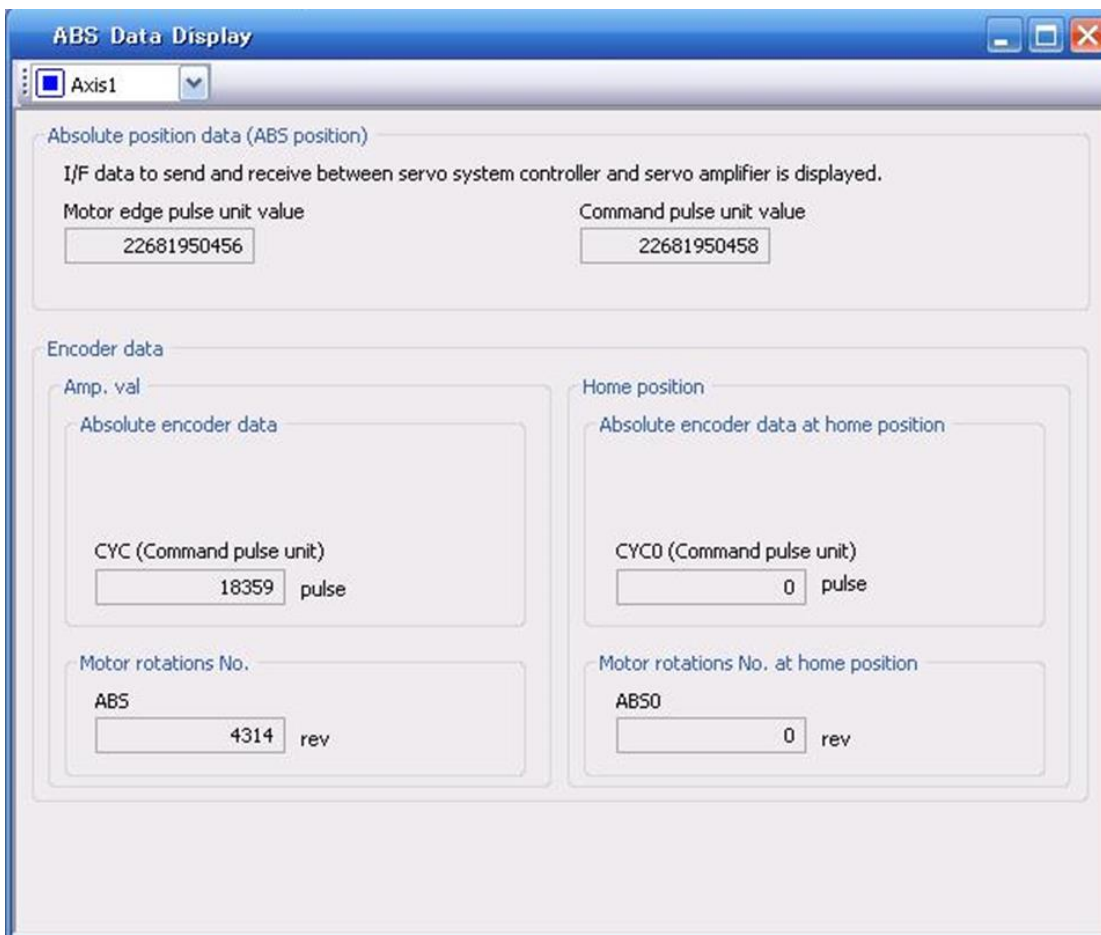 ABS Data Display
Axis1
Absolute position data (ABS position)
I/F data to send and receive between servo system controller and servo amplifier is displayed.
Motor edge pulse unit value
Command pulse unit value
22681950456
22681950458
Encoder data
Amp. val
Home position
Absolute encoder data
Absolute encoder data at home position
CYC (Command pulse unit)
CYC0 (Command pulse unit)
18359 pulse
0 pulse
Motor rotations No.
Motor rotations No. at home position
ABS
ABS0
4314 rev
0 rev